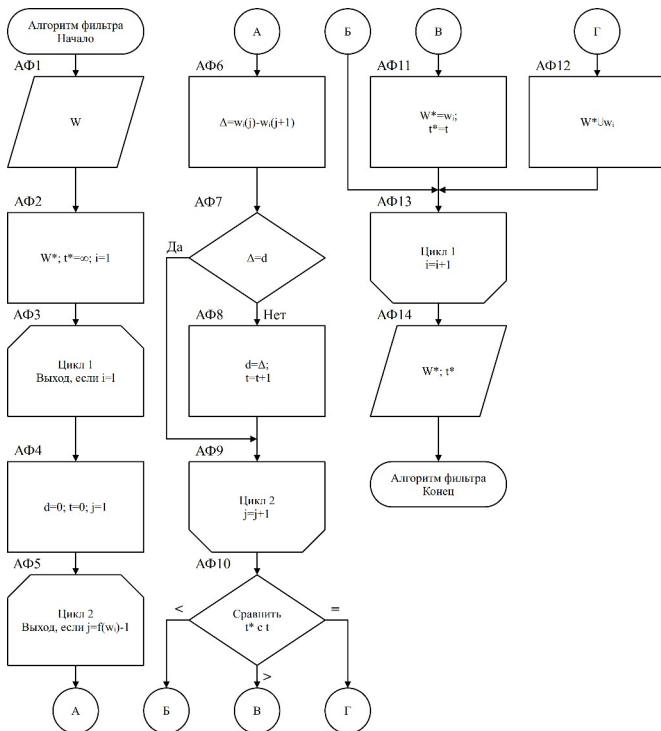 Алгоритм фильтра
Начало
АФ1
W
АФ2
W*; t*=∞; i=1
АФ3
Цикл 1
Выход, если i=l
АФ4
d=0; t=0; j=1
АФ5
Цикл 2
Выход, если j=f(wᵢ)-1
А
А
АФ6
Δ=wᵢ(j)-wᵢ(j+1)
АФ7
Да
Δ=d
Нет
АФ8
d=Δ;
t=t+1
АФ9
Цикл 2
j=j+1
АФ10
<
Сравнить
t* с t
=
>
Б
В
Г
Б
В
Г
АФ11
W*=wᵢ;
t*=t
АФ12
W*∪wᵢ
АФ13
Цикл 1
i=i+1
АФ14
W*; t*
Алгоритм фильтра
Конец